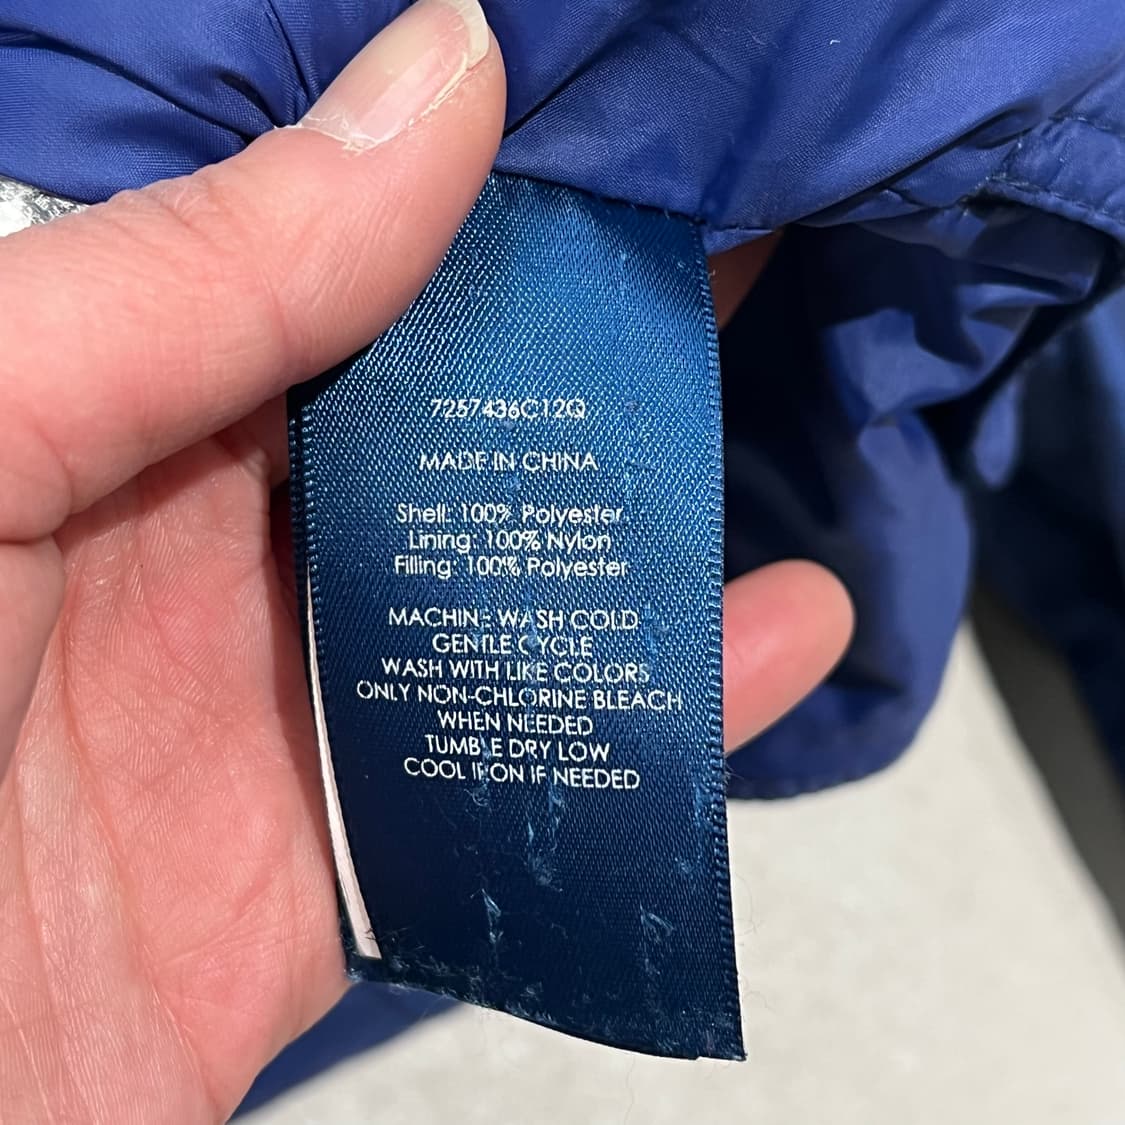 7257436C12Q
MADE IN CHINA
Shell: 100% Polyester
Lining: 100% Nylon
Filling: 100% Polyester
MACHINE WASH COLD
GENTLE CYCLE
WASH WITH LIKE COLORS
ONLY NON-CHLORINE BLEACH
WHEN NEEDED
TUMBLE DRY LOW
COOL IRON IF NEEDED